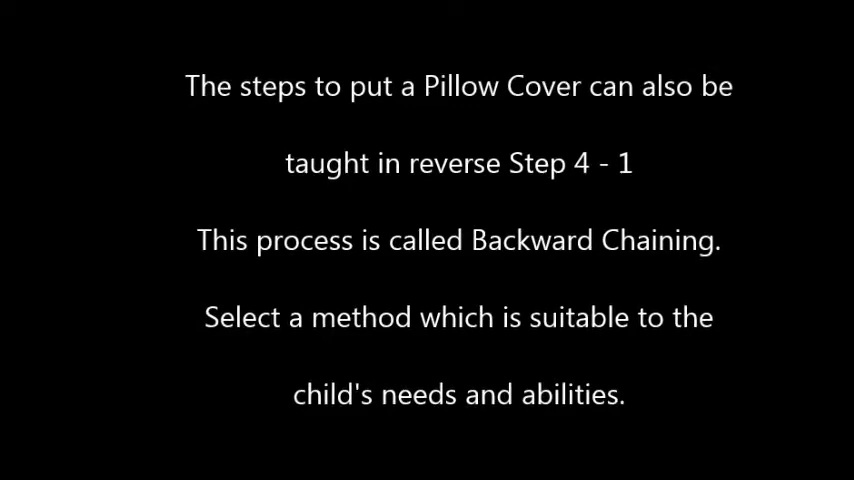 The steps to put a Pillow Cover can also be
taught in reverse Step 4 - 1
This process is called Backward Chaining.
Select a method which is suitable to the
child's needs and abilities.